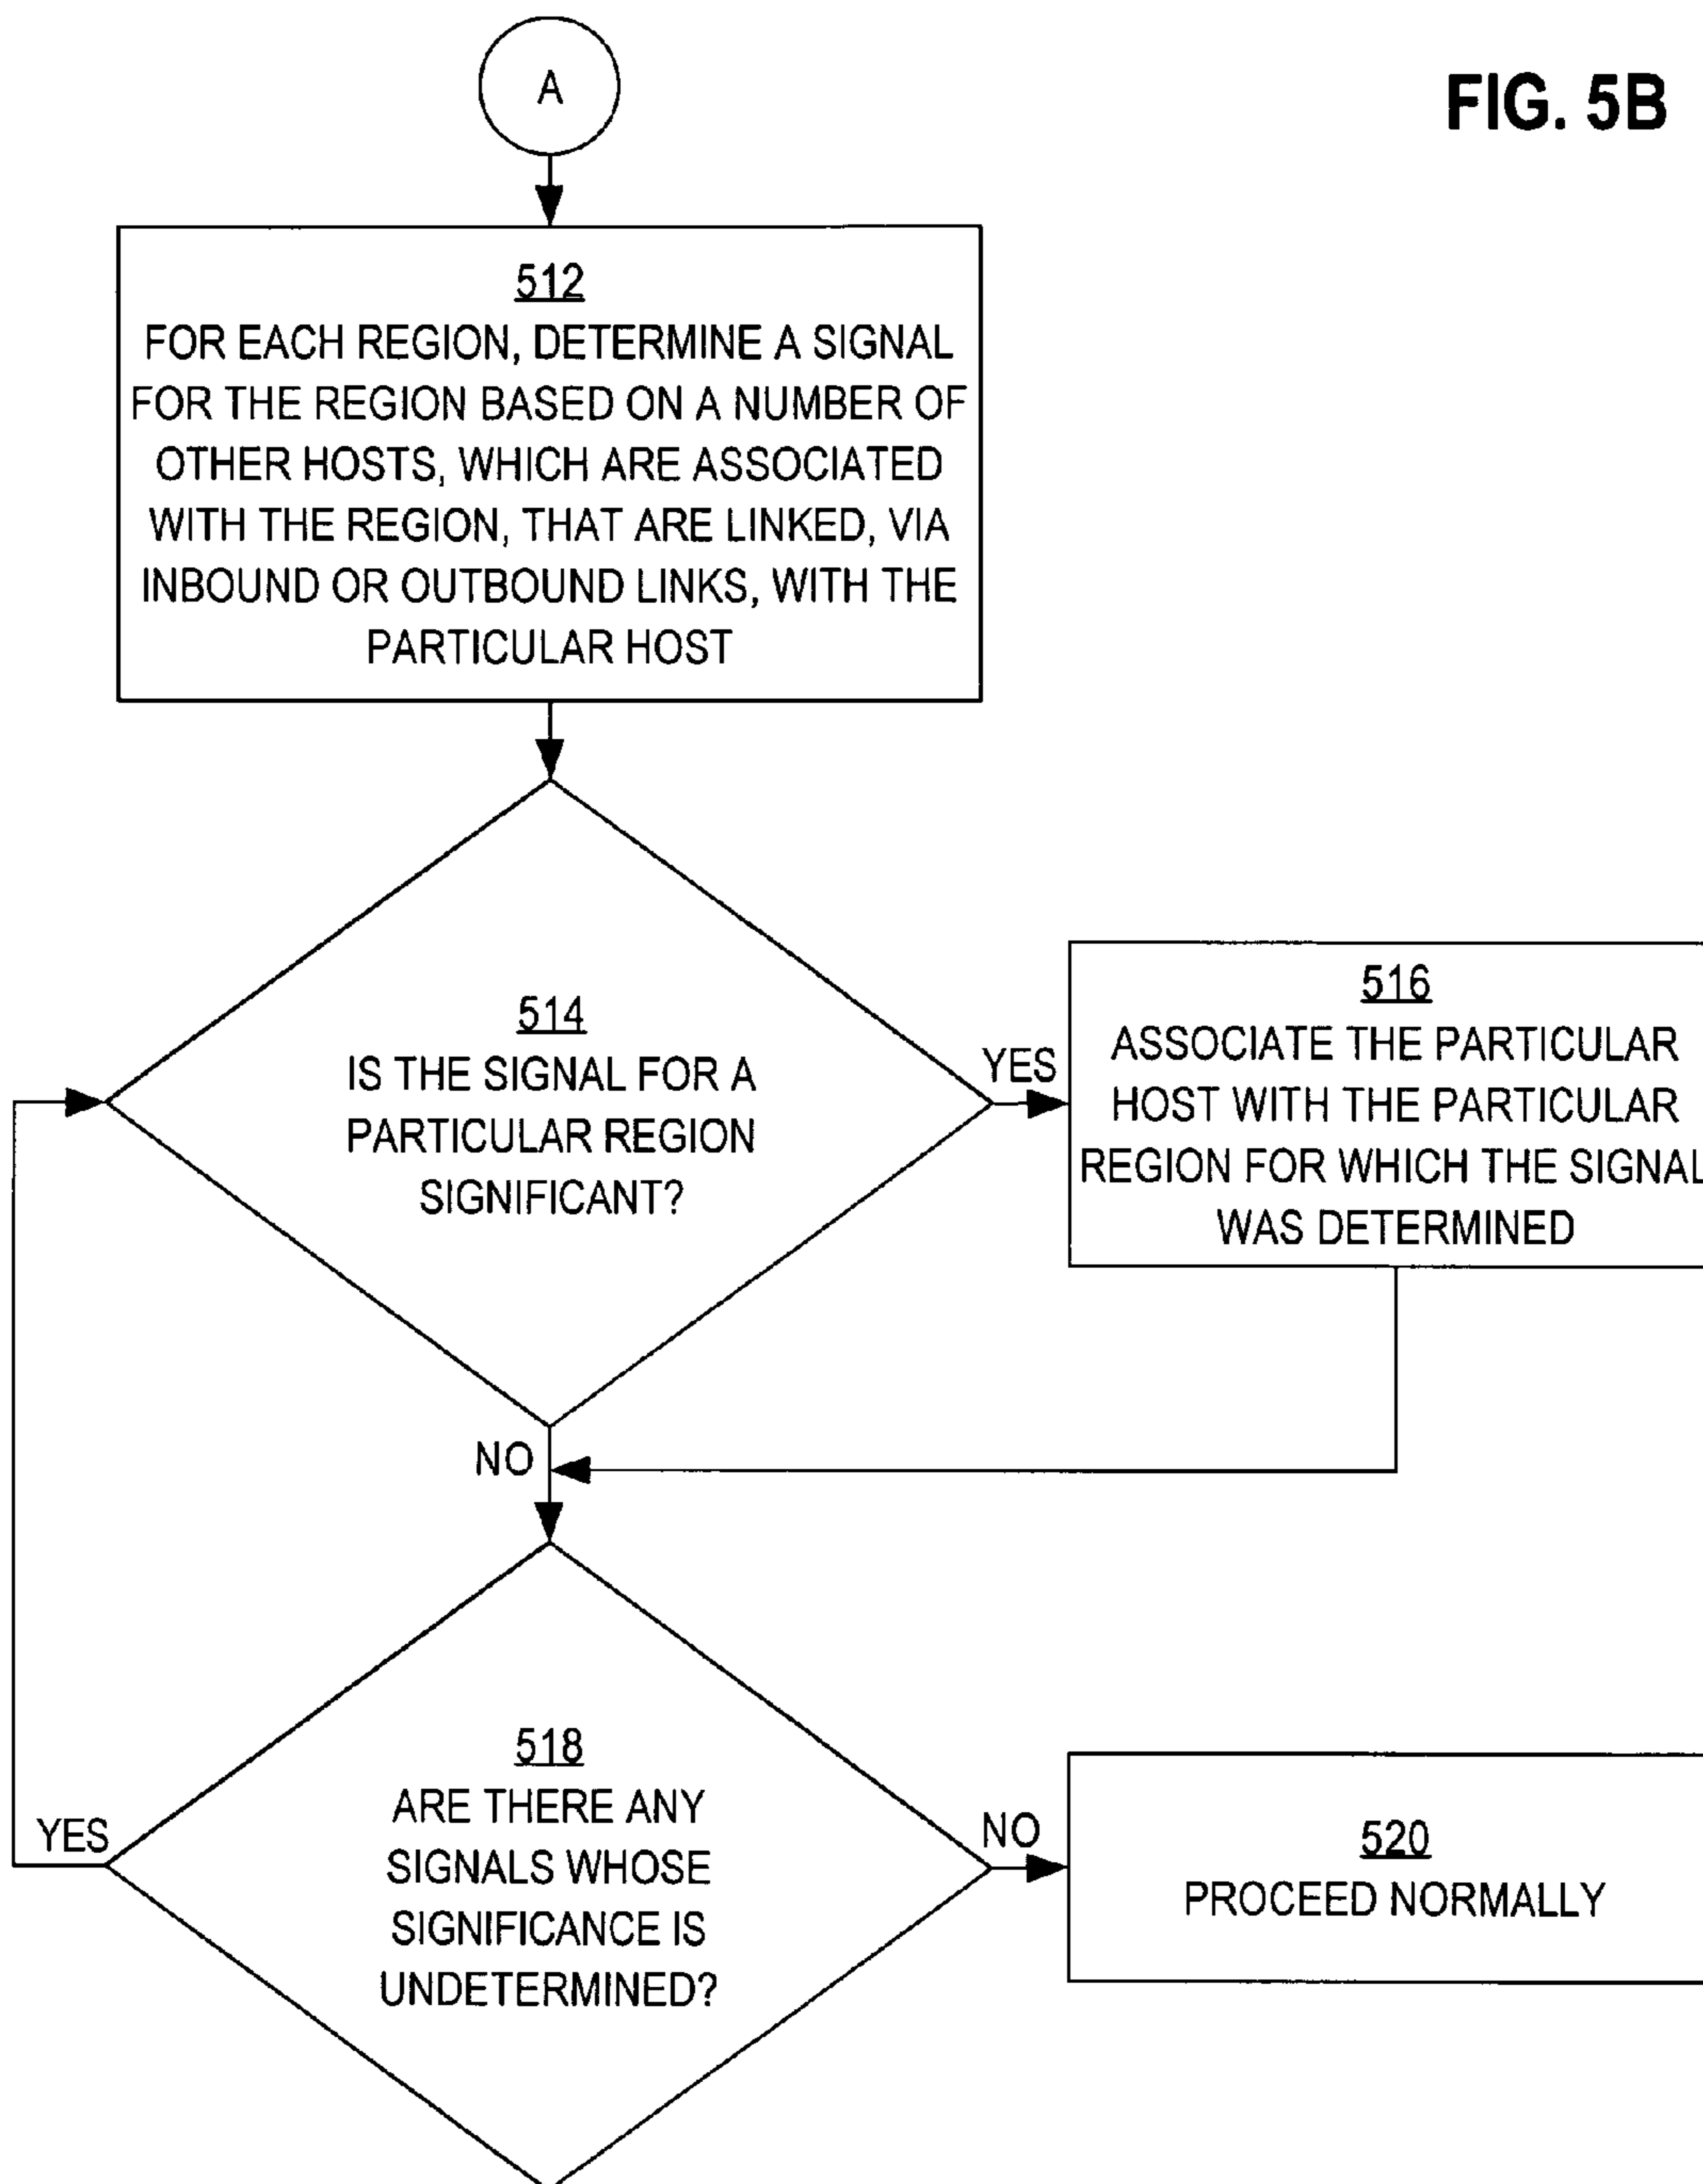 FIG. 5B
A
512
FOR EACH REGION, DETERMINE A SIGNAL
FOR THE REGION BASED ON A NUMBER OF
OTHER HOSTS, WHICH ARE ASSOCIATED
WITH THE REGION, THAT ARE LINKED, VIA
INBOUND OR OUTBOUND LINKS, WITH THE
PARTICULAR HOST
514
IS THE SIGNAL FOR A
PARTICULAR REGION
SIGNIFICANT?
YES
516
ASSOCIATE THE PARTICULAR
HOST WITH THE PARTICULAR
REGION FOR WHICH THE SIGNAL
WAS DETERMINED
NO
518
ARE THERE ANY
SIGNALS WHOSE
SIGNIFICANCE IS
UNDETERMINED?
YES
NO
520
PROCEED NORMALLY